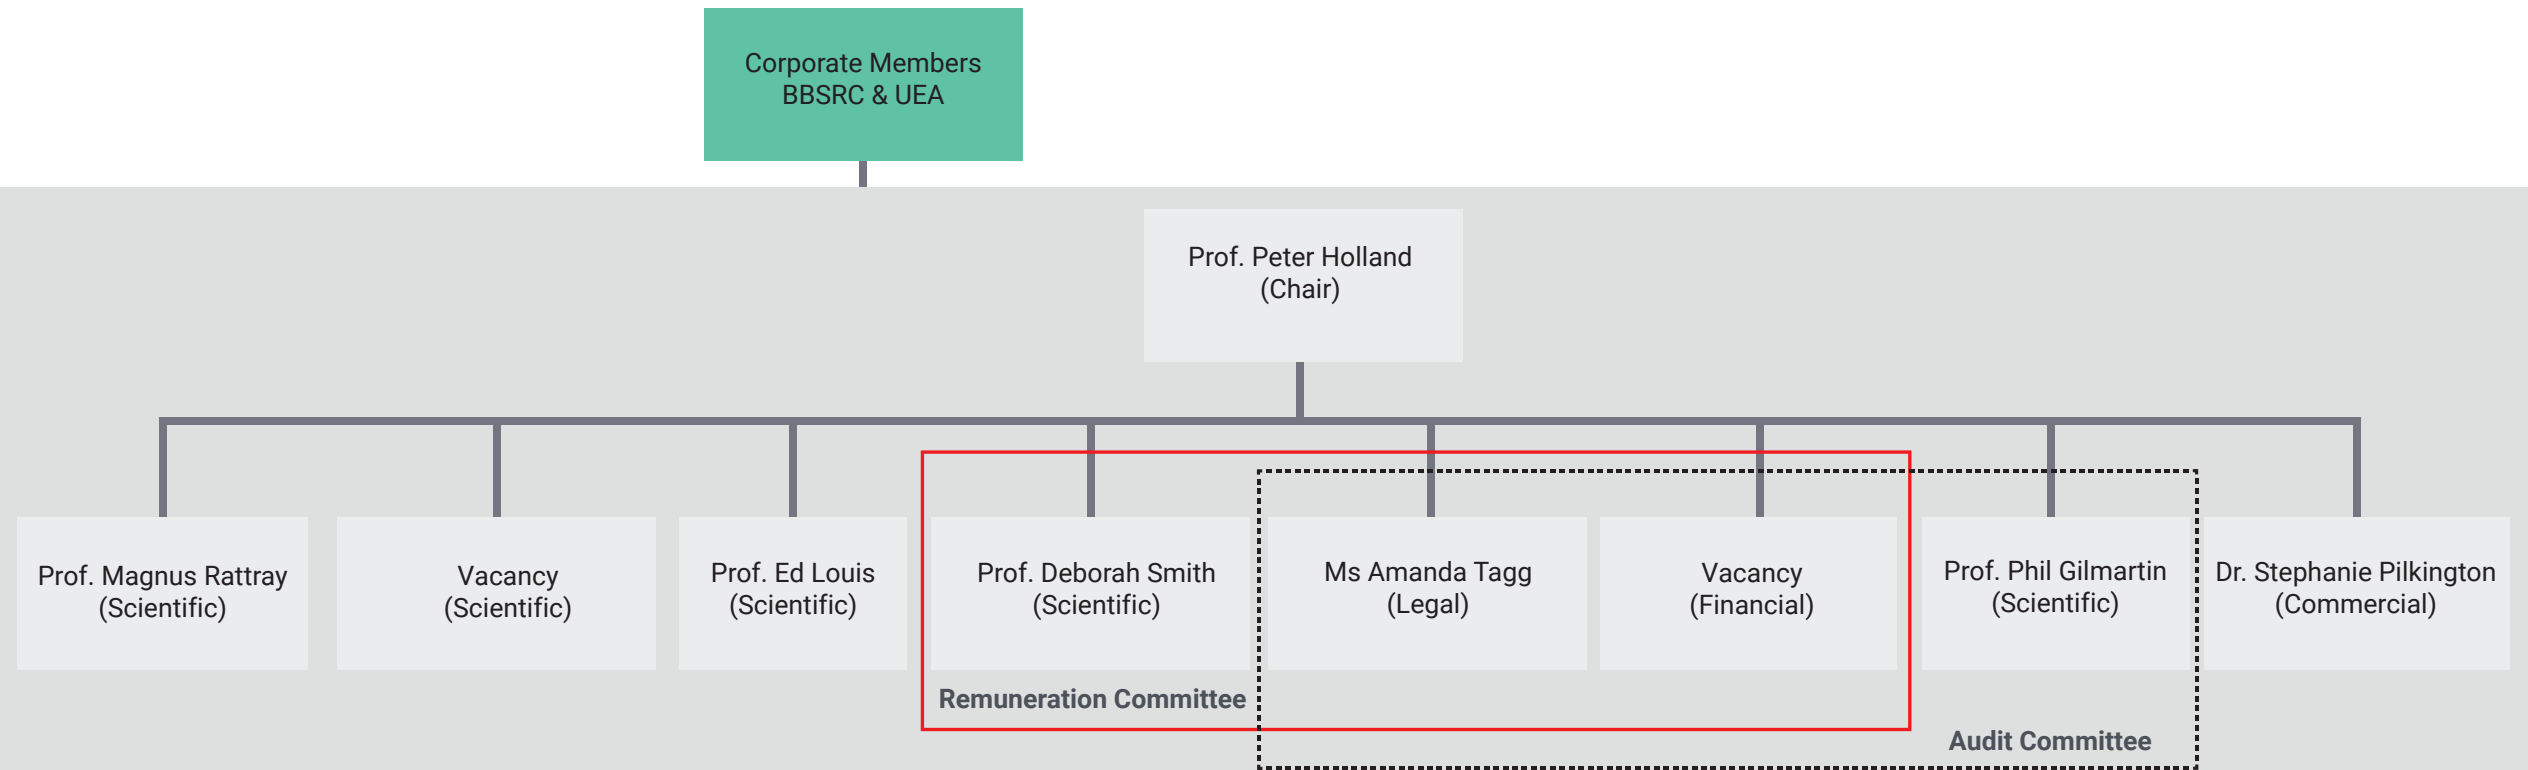 Corporate Members
BBSRC & UEA
Prof. Peter Holland
(Chair)
Prof. Magnus Rattray
(Scientific)
Vacancy
(Scientific)
Prof. Ed Louis
(Scientific)
Prof. Deborah Smith
(Scientific)
Ms Amanda Tagg
(Legal)
Vacancy
(Financial)
Prof. Phil Gilmartin
(Scientific)
Dr. Stephanie Pilkington
(Commercial)
Remuneration Committee
Audit Committee